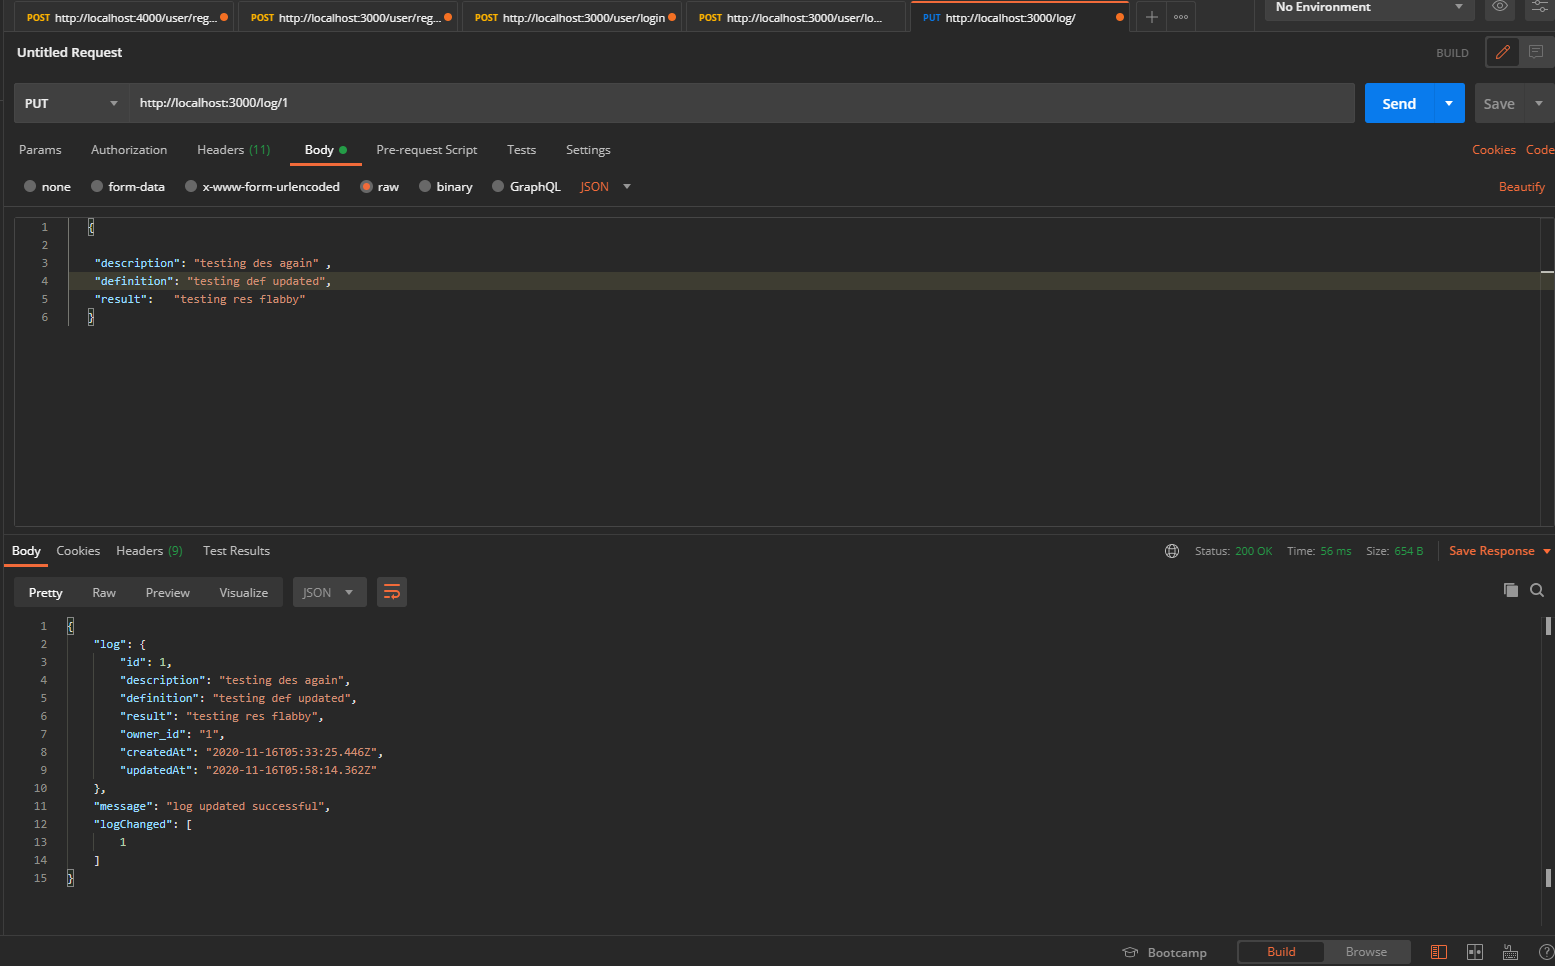 POST http://localhost:4000/user/reg... POST http://localhost:3000/user/reg... POST http://localhost:3000/user/login POST http://localhost:3000/user/lo... PUT http://localhost:3000/log/ No Environment
Untitled Request BUILD
PUT http://localhost:3000/log/1 Send Save
Params Authorization Headers (11) Body Pre-request Script Tests Settings Cookies Code
none form-data x-www-form-urlencoded raw binary GraphQL JSON Beautify
1 {
2
3 "description": "testing des again" ,
4 "definition": "testing def updated",
5 "result": "testing res flabby"
6 }
Body Cookies Headers (9) Test Results Status: 200 OK Time: 56 ms Size: 654 B Save Response
Pretty Raw Preview Visualize JSON
1 {
2 "log": {
3 "id": 1,
4 "description": "testing des again",
5 "definition": "testing def updated",
6 "result": "testing res flabby",
7 "owner_id": "1",
8 "createdAt": "2020-11-16T05:33:25.446Z",
9 "updatedAt": "2020-11-16T05:58:14.362Z"
10 },
11 "message": "log updated successful",
12 "logChanged": [
13 1
14 ]
15 }
Bootcamp Build Browse